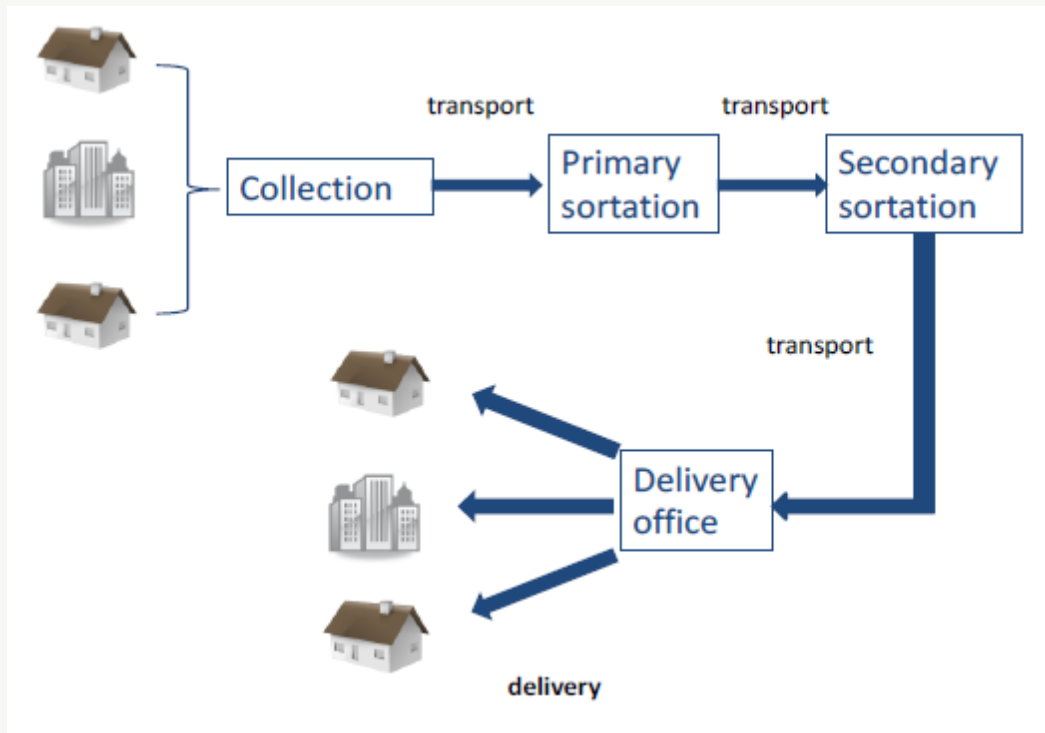 transport
transport
Collection
Primary
sortation
Secondary
sortation
transport
Delivery
office
delivery